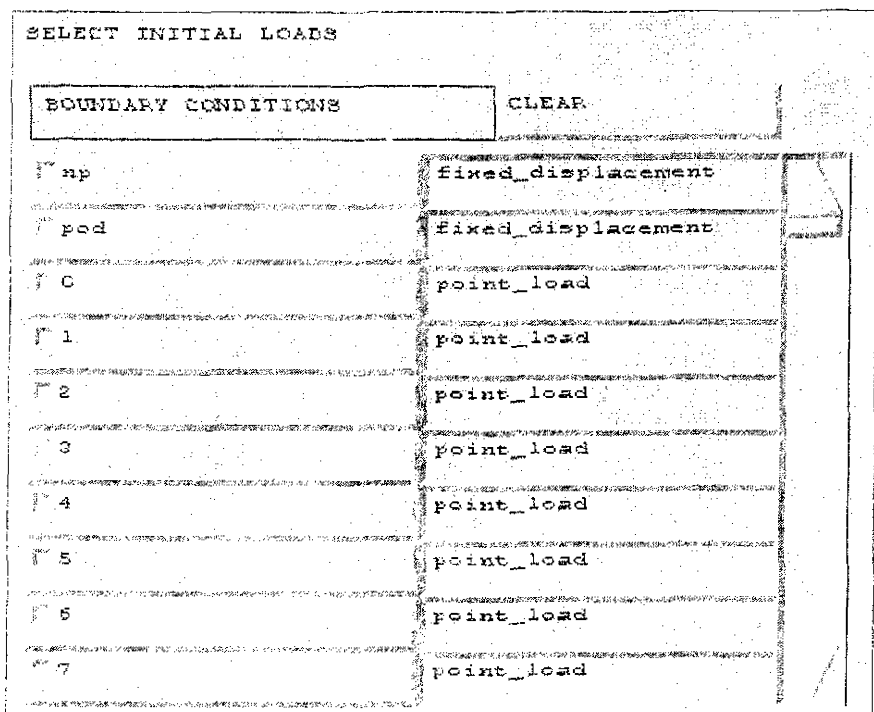 SELECT INITIAL LOADS
BOUNDARY CONDITIONS CLEAR
np fixed_displacement
pod fixed_displacement
0 point_load
1 point_load
2 point_load
3 point_load
4 point_load
5 point_load
6 point_load
7 point_load